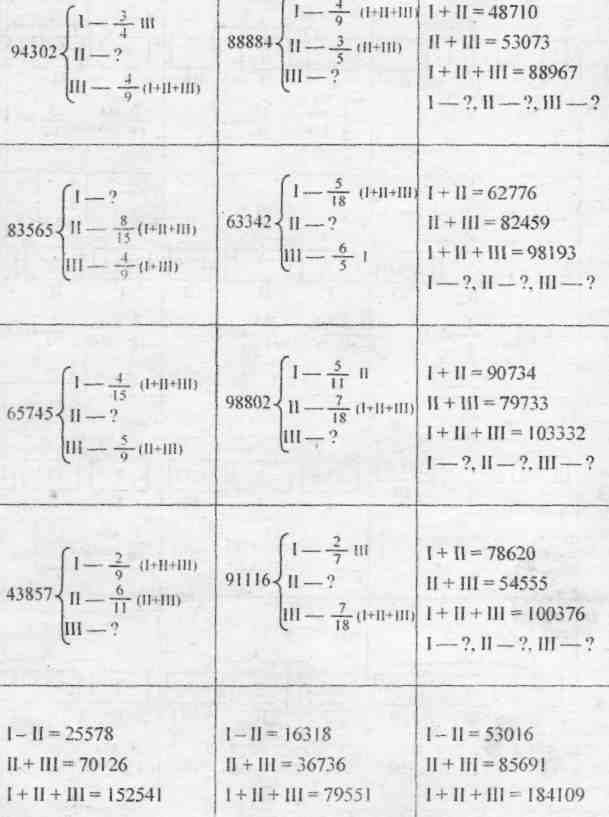 94302 { I — 3/4 III
II — ?
III — 4/9 (I+II+III)
88884 { I — 4/9 (I+II+III)
II — 3/5 (II+III)
III — ?
I + II = 48710
II + III = 53073
I + II + III = 88967
I — ?, II — ?, III — ?
83565 { I — ?
II — 8/15 (I+II+III)
III — 4/9 (I+III)
63342 { I — 5/18 (I+II+III)
II — ?
III — 6/5 I
I + II = 62776
II + III = 82459
I + II + III = 98193
I — ?, II — ?, III — ?
65745 { I — 4/15 (I+II+III)
II — ?
III — 5/9 (II+III)
98802 { I — 5/11 II
II — 7/18 (I+II+III)
III — ?
I + II = 90734
II + III = 79733
I + II + III = 103332
I — ?, II — ?, III — ?
43857 { I — 2/9 (I+II+III)
II — 6/11 (II+III)
III — ?
91116 { I — 2/7 III
II — ?
III — 7/18 (I+II+III)
I + II = 78620
II + III = 54555
I + II + III = 100376
I — ?, II — ?, III — ?
I – II = 25578
II + III = 70126
I + II + III = 152541
I – II = 16318
II + III = 36736
I + II + III = 79551
I – II = 53016
II + III = 85691
I + II + III = 184109